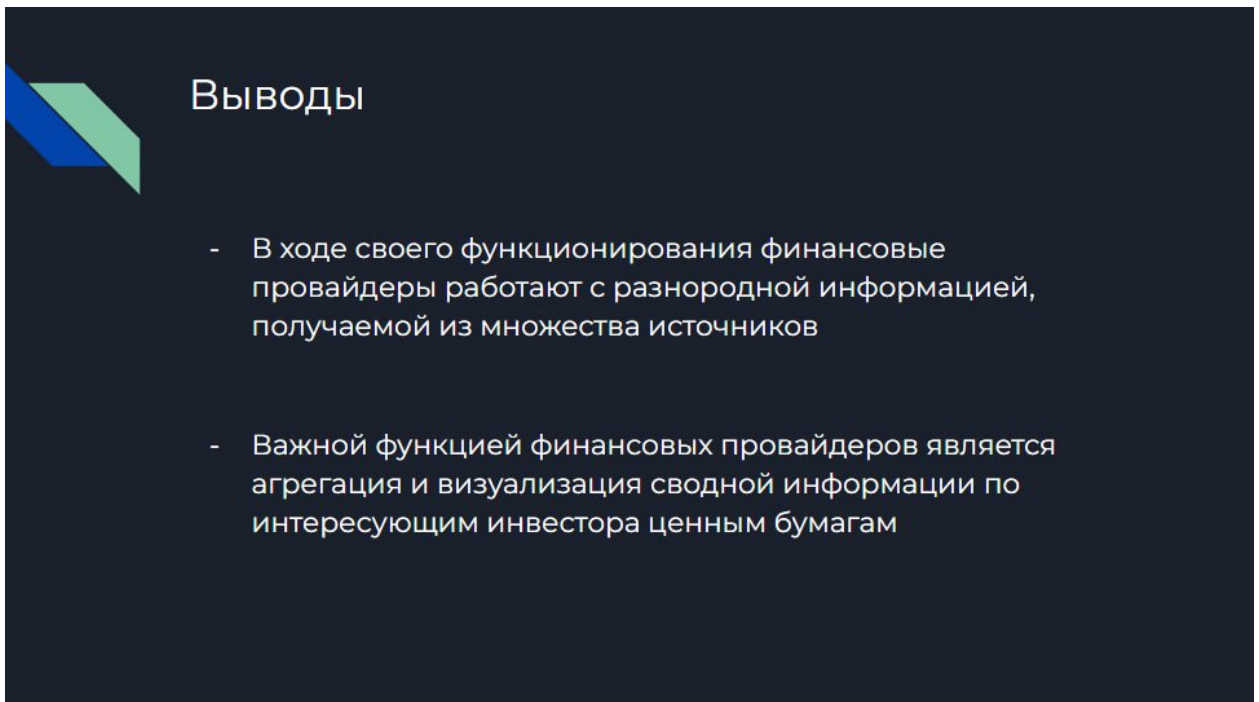 Выводы
- В ходе своего функционирования финансовые
провайдеры работают с разнородной информацией,
получаемой из множества источников
- Важной функцией финансовых провайдеров является
агрегация и визуализация сводной информации по
интересующим инвестора ценным бумагам